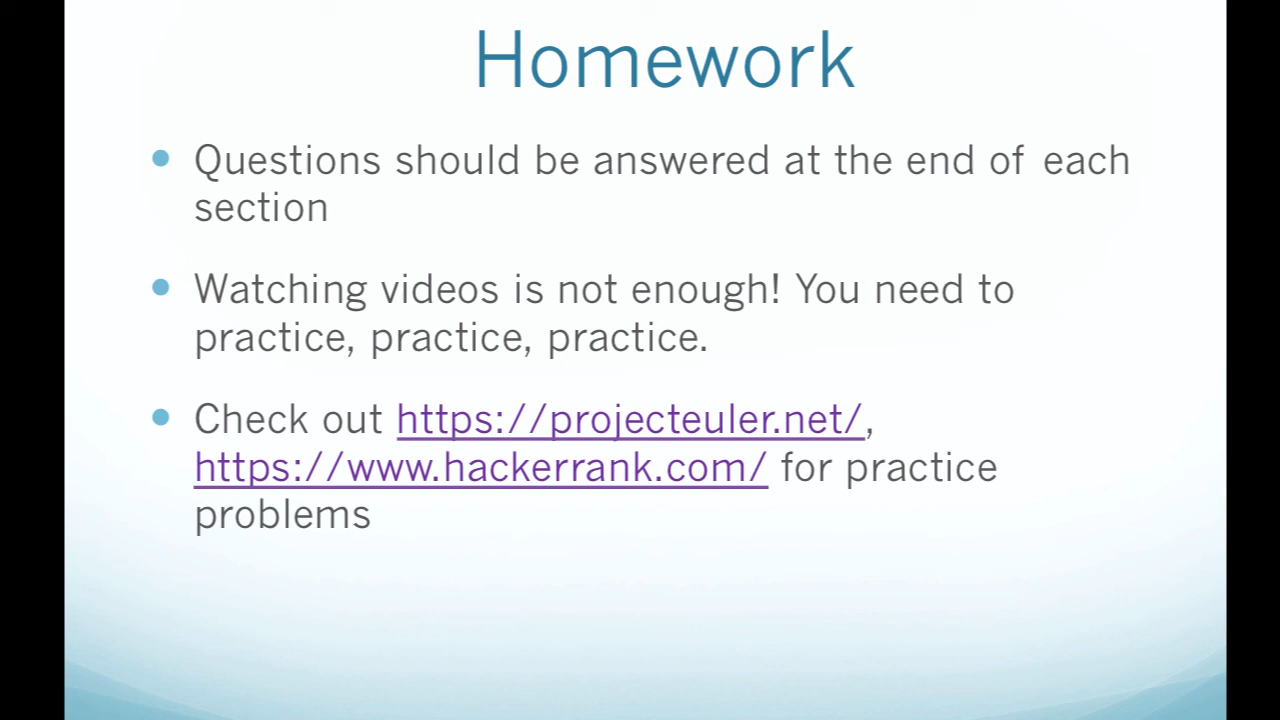 Homework
• Questions should be answered at the end of each
section
• Watching videos is not enough! You need to
practice, practice, practice.
• Check out https://projecteuler.net/,
https://www.hackerrank.com/ for practice
problems